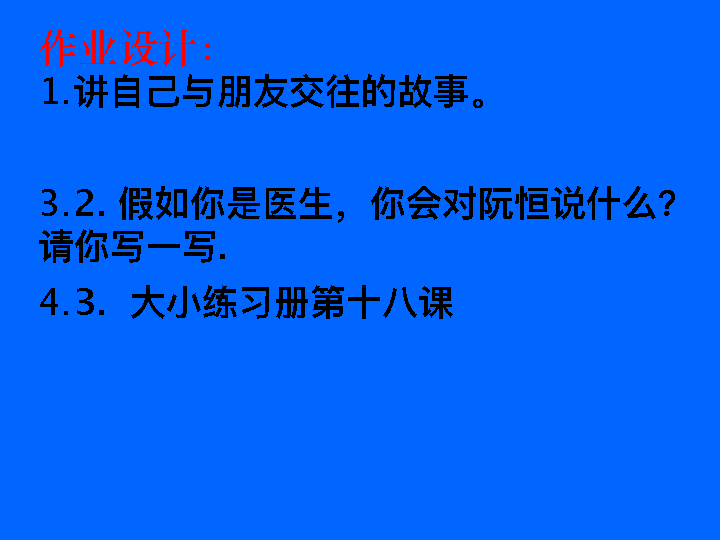 作业设计：
1.讲自己与朋友交往的故事。
3.2. 假如你是医生，你会对阮恒说什么?
请你写一写.
4.3. 大小练习册第十八课